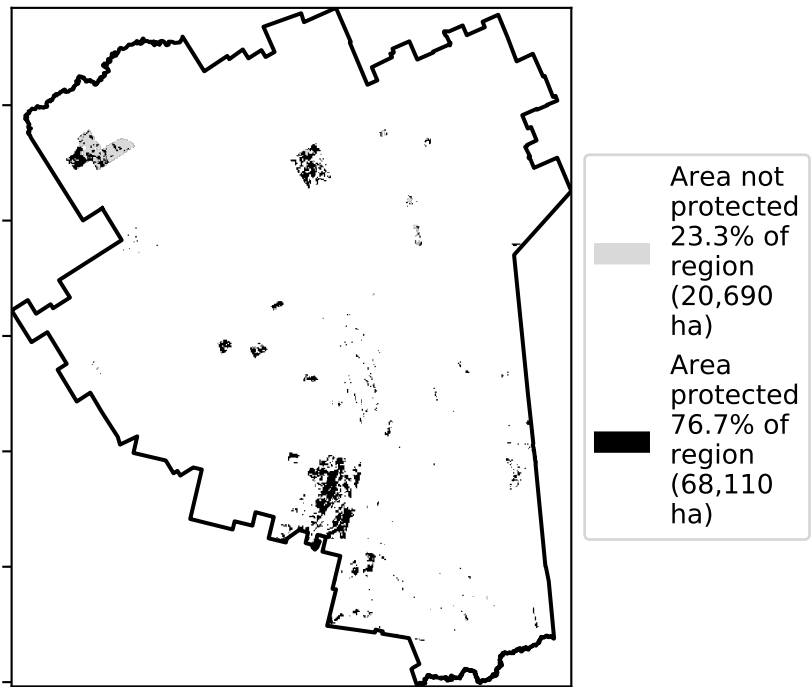 Area not
protected
23.3% of
region
(20,690
ha)
Area
protected
76.7% of
region
(68,110
ha)